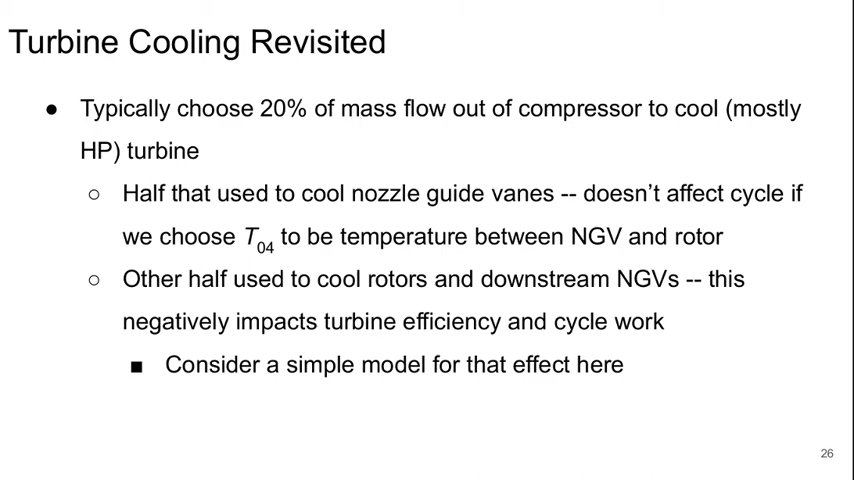 Turbine Cooling Revisited
● Typically choose 20% of mass flow out of compressor to cool (mostly
HP) turbine
○ Half that used to cool nozzle guide vanes -- doesn’t affect cycle if
we choose T04 to be temperature between NGV and rotor
○ Other half used to cool rotors and downstream NGVs -- this
negatively impacts turbine efficiency and cycle work
■ Consider a simple model for that effect here
26